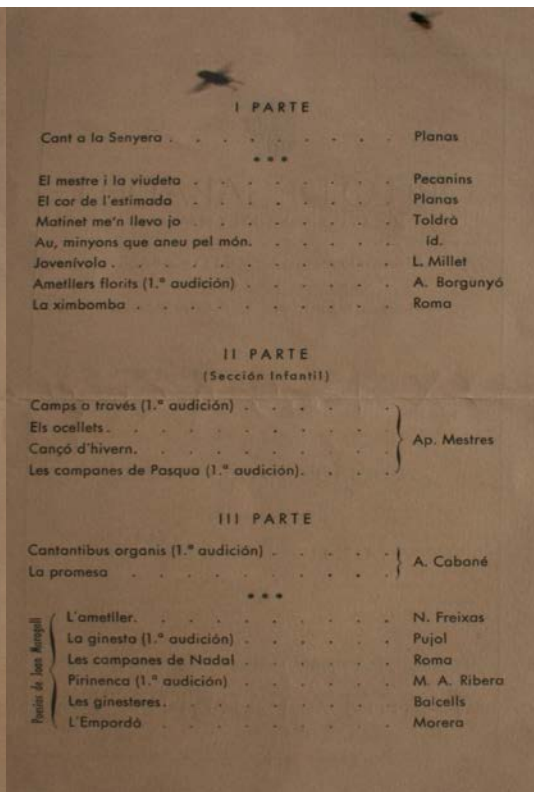 I PARTE
Cant a la Senyera . . . . . . . . . Planas
* * *
El mestre i la viudeta . . . . . . . . Pecanins
El cor de l'estimada . . . . . . . . Planas
Matinet me'n llevo jo . . . . . . . . Toldrà
Au, minyons que aneu pel món. . . . . . . íd.
Jovenívola . . . . . . . . . . . L. Millet
Ametllers florits (1.ª audición) . . . . . . A. Borgunyó
La ximbomba . . . . . . . . . . Roma
II PARTE
(Sección Infantil)
Camps a través (1.ª audición) . . . . . .
Els ocellets . . . . . . . . . .
Cançó d'hivern. . . . . . . . . .
Les campanes de Pasqua (1.ª audición). . . . .
Ap. Mestres
III PARTE
Cantantibus organis (1.ª audición) . . . . .
La promesa . . . . . . . . .
A. Cabané
* * *
Poesías de Joan Maragall
L'ametller. . . . . . . . . . . N. Freixas
La ginesta (1.ª audición) . . . . . . . Pujol
Les campanes de Nadal . . . . . . . Roma
Pirinenca (1.ª audición) . . . . . . . M. A. Ribera
Les ginesteres. . . . . . . . . . Balcells
L'Empordà . . . . . . . . . . Morera